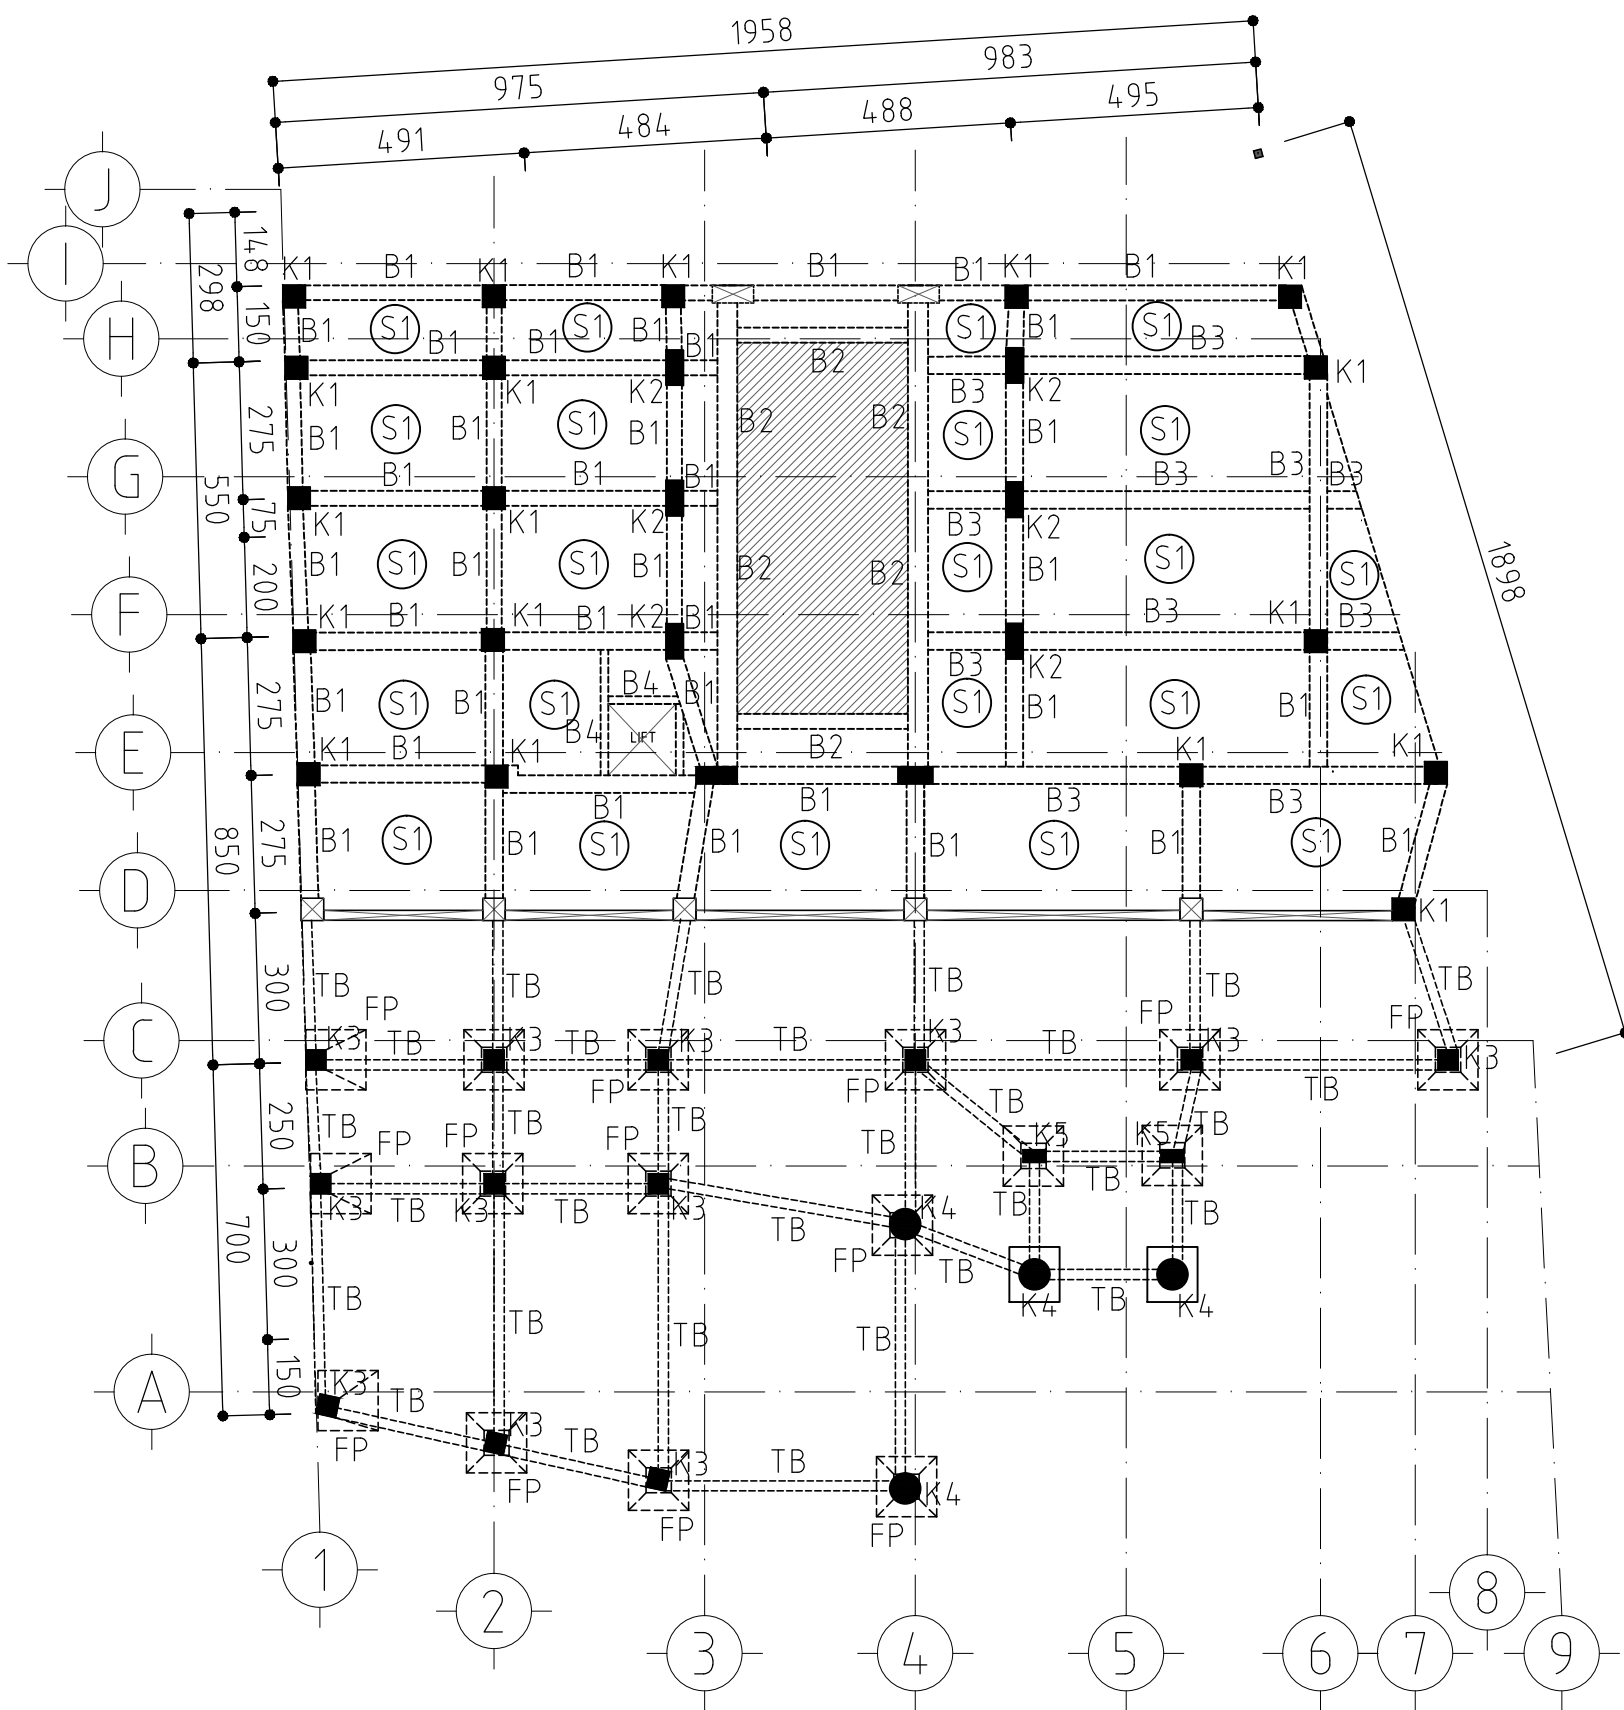 1958
975 983
491 484 488 495
J
I
148
298
K1 B1 K1 B1 K1 B1 B1 K1 B1 K1
150
H
B1 S1 B1 B1 S1 B1 B1 S1 B1 S1 B3
B2
K1 K1 K2 B3 K2 K1
275
B1 S1 B1 S1 B1 B2 B2 S1 B1 S1
G
B1 B1 B1 B3 B3 B3
550
75
K1 K1 K2 B3 K2
1898
B1 S1 B1 S1 B1 B2 B2 S1 B1 S1 S1
200
F
K1 B1 K1 B1 K2 B1 B3 K1 B3
B3 K2
275
B1 S1 B1 S1 B4 B1 S1 B1 S1 B1 S1
B4 LIFT
E
K1 B1 K1 B2 K1 K1
B1 B1 B3 B3
850
275
B1 S1 B1 S1 B1 S1 B1 S1 B1 S1 B1
D
K1
300
TB TB TB TB TB TB
FP FP FP
C
K3 TB K3 TB K3 TB K3 TB K3 K3
FP FP TB
250
TB TB TB TB TB TB
FP FP FP TB K5 K5
B
K3 TB K3 TB K3 TB K4 TB TB TB
700
300
FP TB
TB TB TB TB K4 TB K4
A
150
K3 TB
FP K3 TB K3 TB K4
FP FP FP
1 2 3 4 5 6 7 8 9